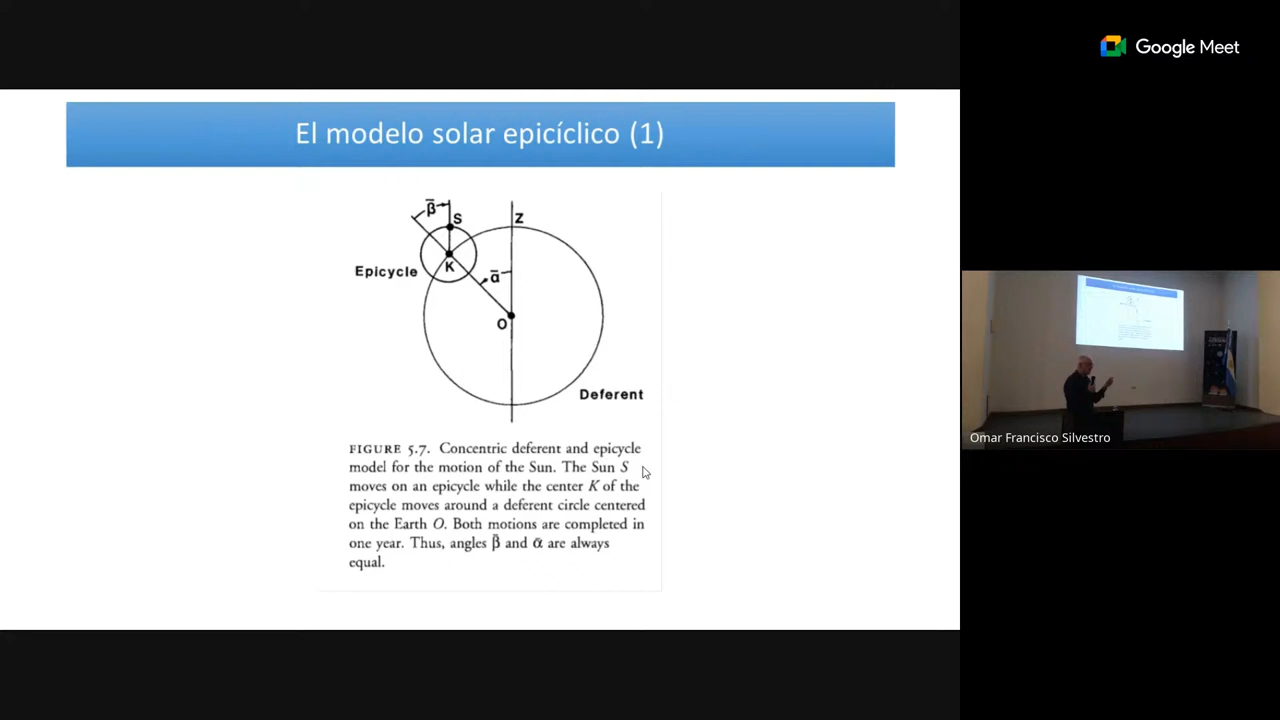 Google Meet
El modelo solar epicíclico (1)
β̄
S
Z
Epicycle
K
ᾱ
O
Deferent
FIGURE 5.7. Concentric deferent and epicycle
model for the motion of the Sun. The Sun S
moves on an epicycle while the center K of the
epicycle moves around a deferent circle centered
on the Earth O. Both motions are completed in
one year. Thus, angles β̄ and ᾱ are always
equal.
Omar Francisco Silvestro